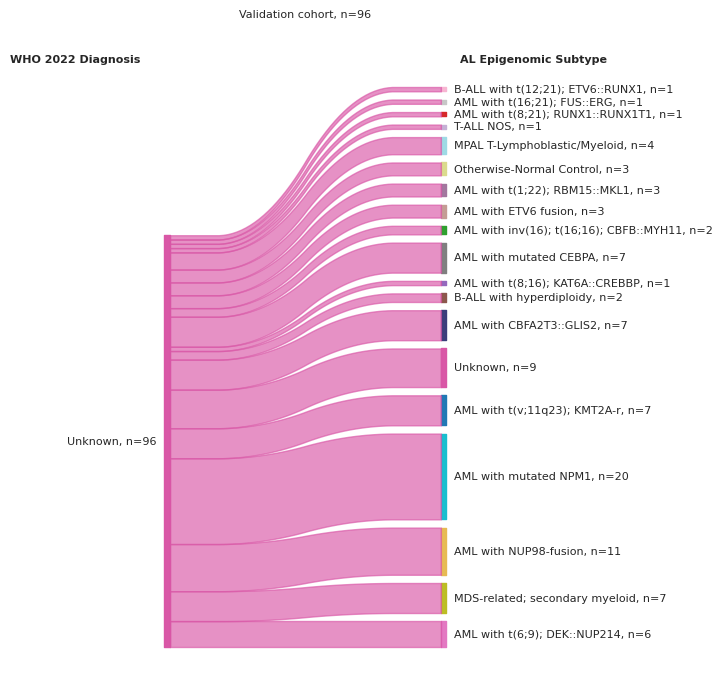 Validation cohort, n=96
WHO 2022 Diagnosis
AL Epigenomic Subtype
B-ALL with t(12;21); ETV6::RUNX1, n=1
AML with t(16;21); FUS::ERG, n=1
AML with t(8;21); RUNX1::RUNX1T1, n=1
T-ALL NOS, n=1
MPAL T-Lymphoblastic/Myeloid, n=4
Otherwise-Normal Control, n=3
AML with t(1;22); RBM15::MKL1, n=3
AML with ETV6 fusion, n=3
AML with inv(16); t(16;16); CBFB::MYH11, n=2
AML with mutated CEBPA, n=7
AML with t(8;16); KAT6A::CREBBP, n=1
B-ALL with hyperdiploidy, n=2
AML with CBFA2T3::GLIS2, n=7
Unknown, n=9
AML with t(v;11q23); KMT2A-r, n=7
Unknown, n=96
AML with mutated NPM1, n=20
AML with NUP98-fusion, n=11
MDS-related; secondary myeloid, n=7
AML with t(6;9); DEK::NUP214, n=6